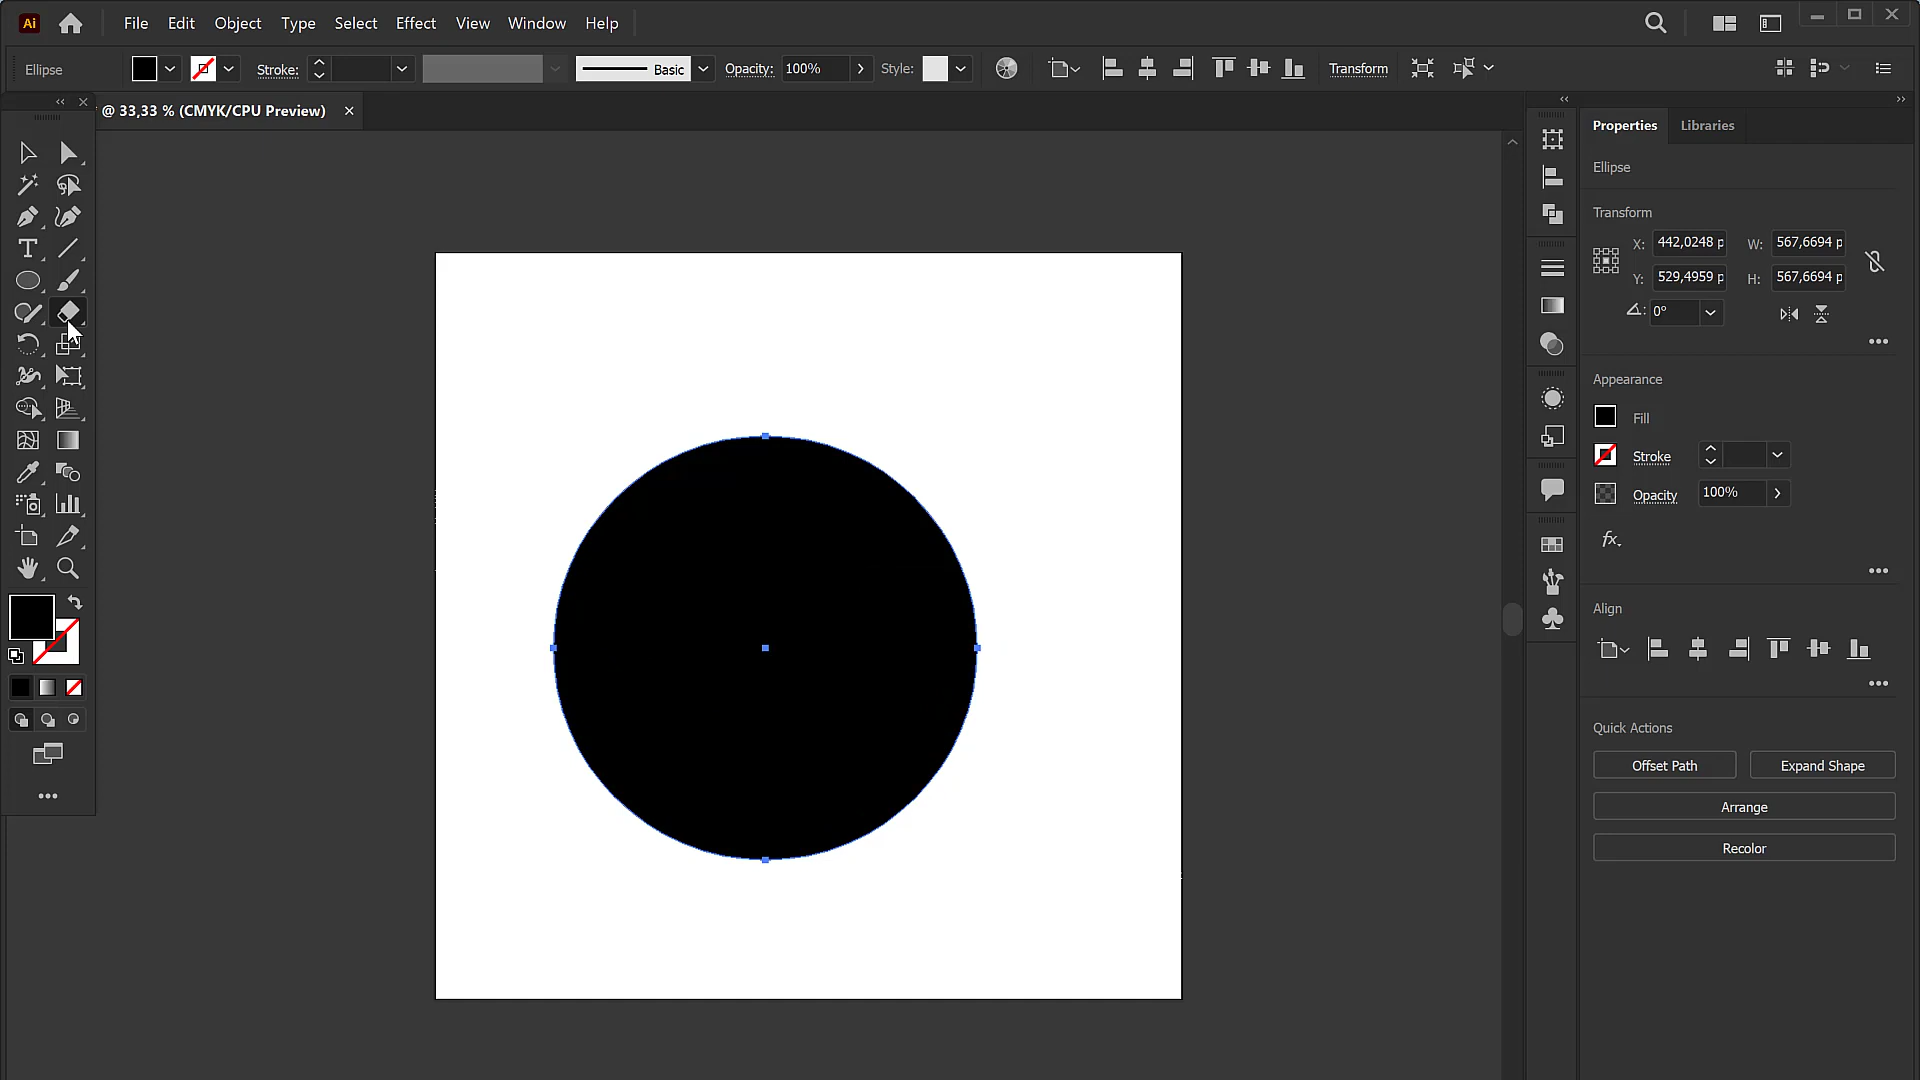 Ai File Edit Object Type Select Effect View Window Help
Ellipse Stroke: Basic Opacity: 100% Style: Transform
@ 33,33 % (CMYK/CPU Preview) ×
Properties Libraries
Ellipse
Transform
X: 442,0248 p W: 567,6694 p
Y: 529,4959 p H: 567,6694 p
0°
Appearance
Fill
Stroke
Opacity 100%
fx
Align
Quick Actions
Offset Path Expand Shape
Arrange
Recolor